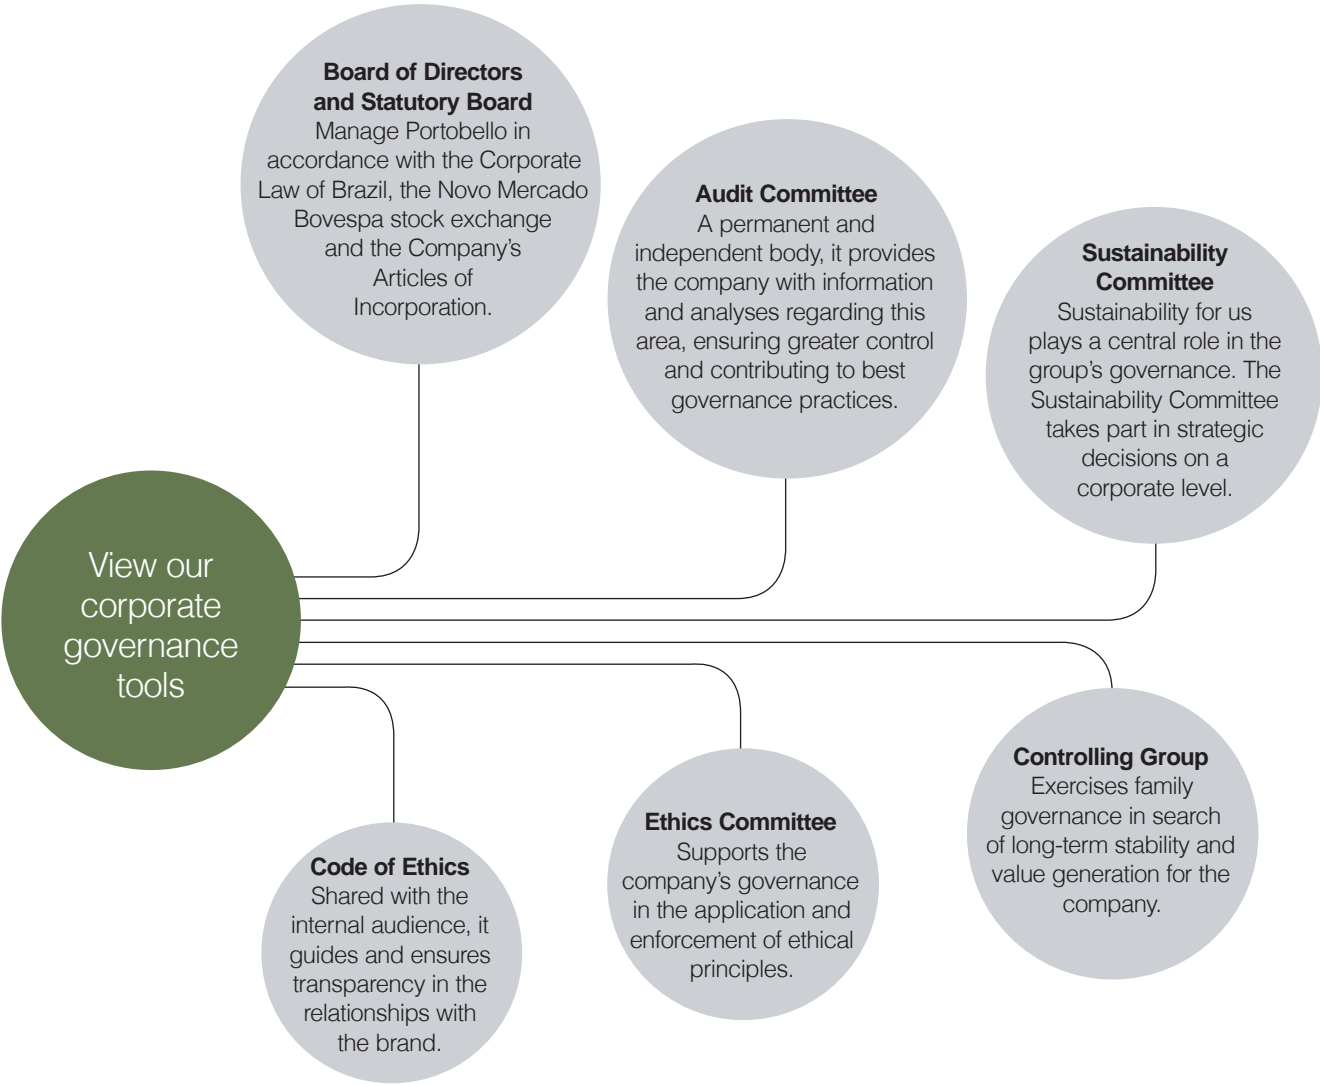 Board of Directors
and Statutory Board
Manage Portobello in
accordance with the Corporate
Law of Brazil, the Novo Mercado
Bovespa stock exchange
and the Company’s
Articles of
Incorporation.
Audit Committee
A permanent and
independent body, it provides
the company with information
and analyses regarding this
area, ensuring greater control
and contributing to best
governance practices.
Sustainability
Committee
Sustainability for us
plays a central role in the
group’s governance. The
Sustainability Committee
takes part in strategic
decisions on a
corporate level.
View our
corporate
governance
tools
Code of Ethics
Shared with the
internal audience, it
guides and ensures
transparency in the
relationships with
the brand.
Ethics Committee
Supports the
company’s governance
in the application and
enforcement of ethical
principles.
Controlling Group
Exercises family
governance in search
of long-term stability and
value generation for the
company.